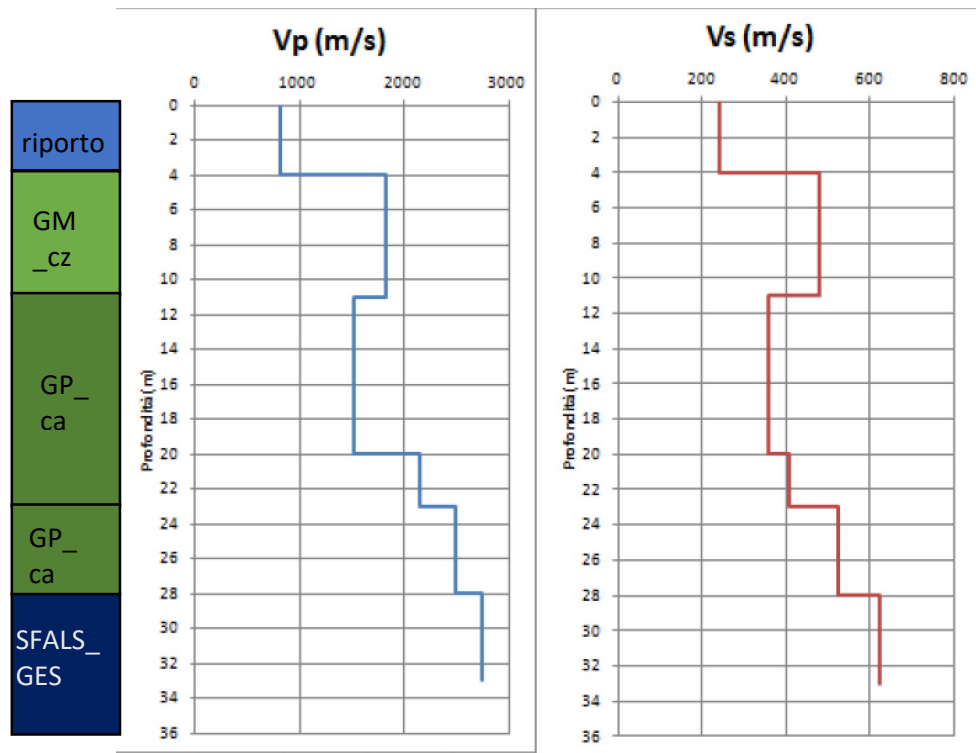 riporto
GM
_cz
GP_
ca
GP_
ca
SFALS_
GES
Vp (m/s)
0 1000 2000 3000
0
2
4
6
8
10
12
14
16
18
20
22
24
26
28
30
32
34
36
Profondità (m)
Vs (m/s)
0 200 400 600 800
0
2
4
6
8
10
12
14
16
18
20
22
24
26
28
30
32
34
36
Profondità (m)